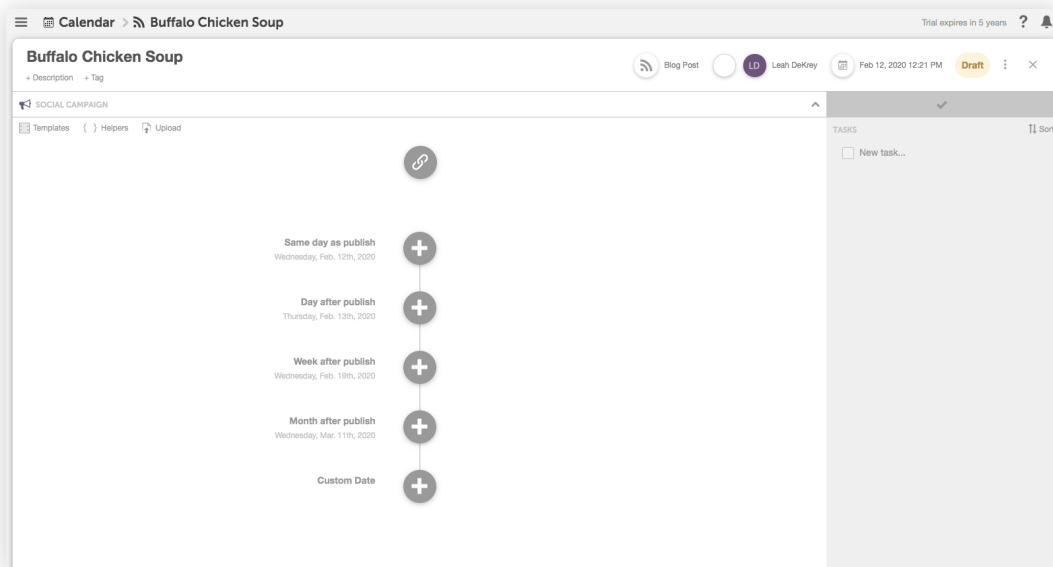 Calendar > Buffalo Chicken Soup
Trial expires in 5 years ?
Buffalo Chicken Soup
+ Description + Tag
Blog Post
LD Leah DeKrey
Feb 12, 2020 12:21 PM
Draft
SOCIAL CAMPAIGN
Templates { } Helpers Upload
TASKS
Sort
New task...
Same day as publish
Wednesday, Feb. 12th, 2020
Day after publish
Thursday, Feb. 13th, 2020
Week after publish
Wednesday, Feb. 19th, 2020
Month after publish
Wednesday, Mar. 11th, 2020
Custom Date